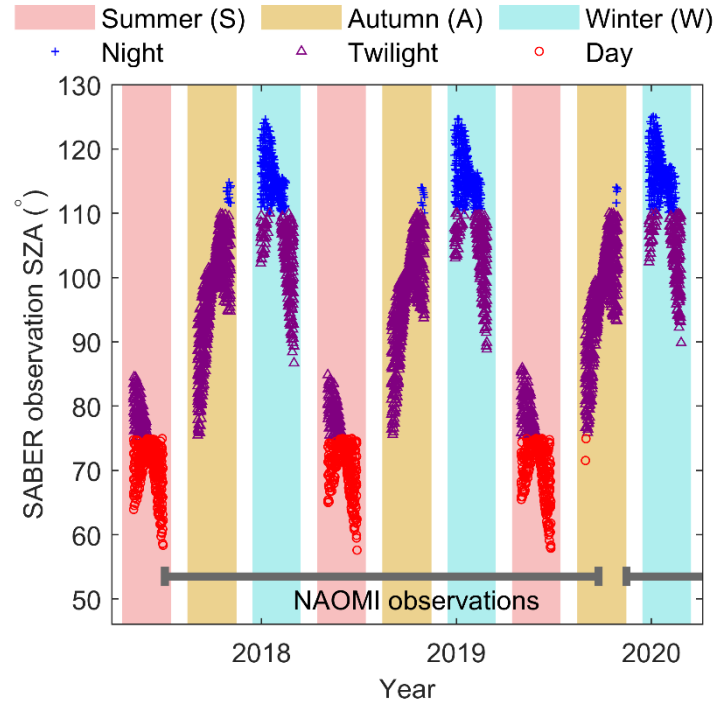 Summer (S) Autumn (A) Winter (W)
Night Twilight Day
130
120
110
100
90
80
70
60
50
SABER observation SZA (°)
NAOMI observations
2018 2019 2020
Year